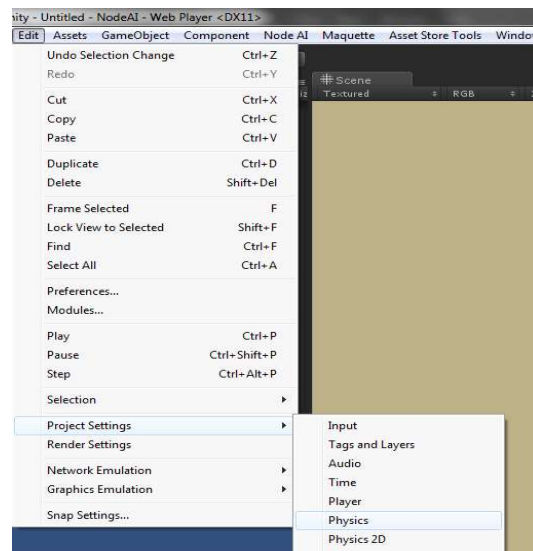 ity - Untitled - NodeAI - Web Player <DX11>
Edit Assets GameObject Component Node AI Maquette Asset Store Tools Window
Undo Selection Change Ctrl+Z
Redo Ctrl+Y
# Scene
Textured RGB
Cut Ctrl+X
Copy Ctrl+C
Paste Ctrl+V
Duplicate Ctrl+D
Delete Shift+Del
Frame Selected F
Lock View to Selected Shift+F
Find Ctrl+F
Select All Ctrl+A
Preferences...
Modules...
Play Ctrl+P
Pause Ctrl+Shift+P
Step Ctrl+Alt+P
Selection
Project Settings
Render Settings
Network Emulation
Graphics Emulation
Snap Settings...
Input
Tags and Layers
Audio
Time
Player
Physics
Physics 2D